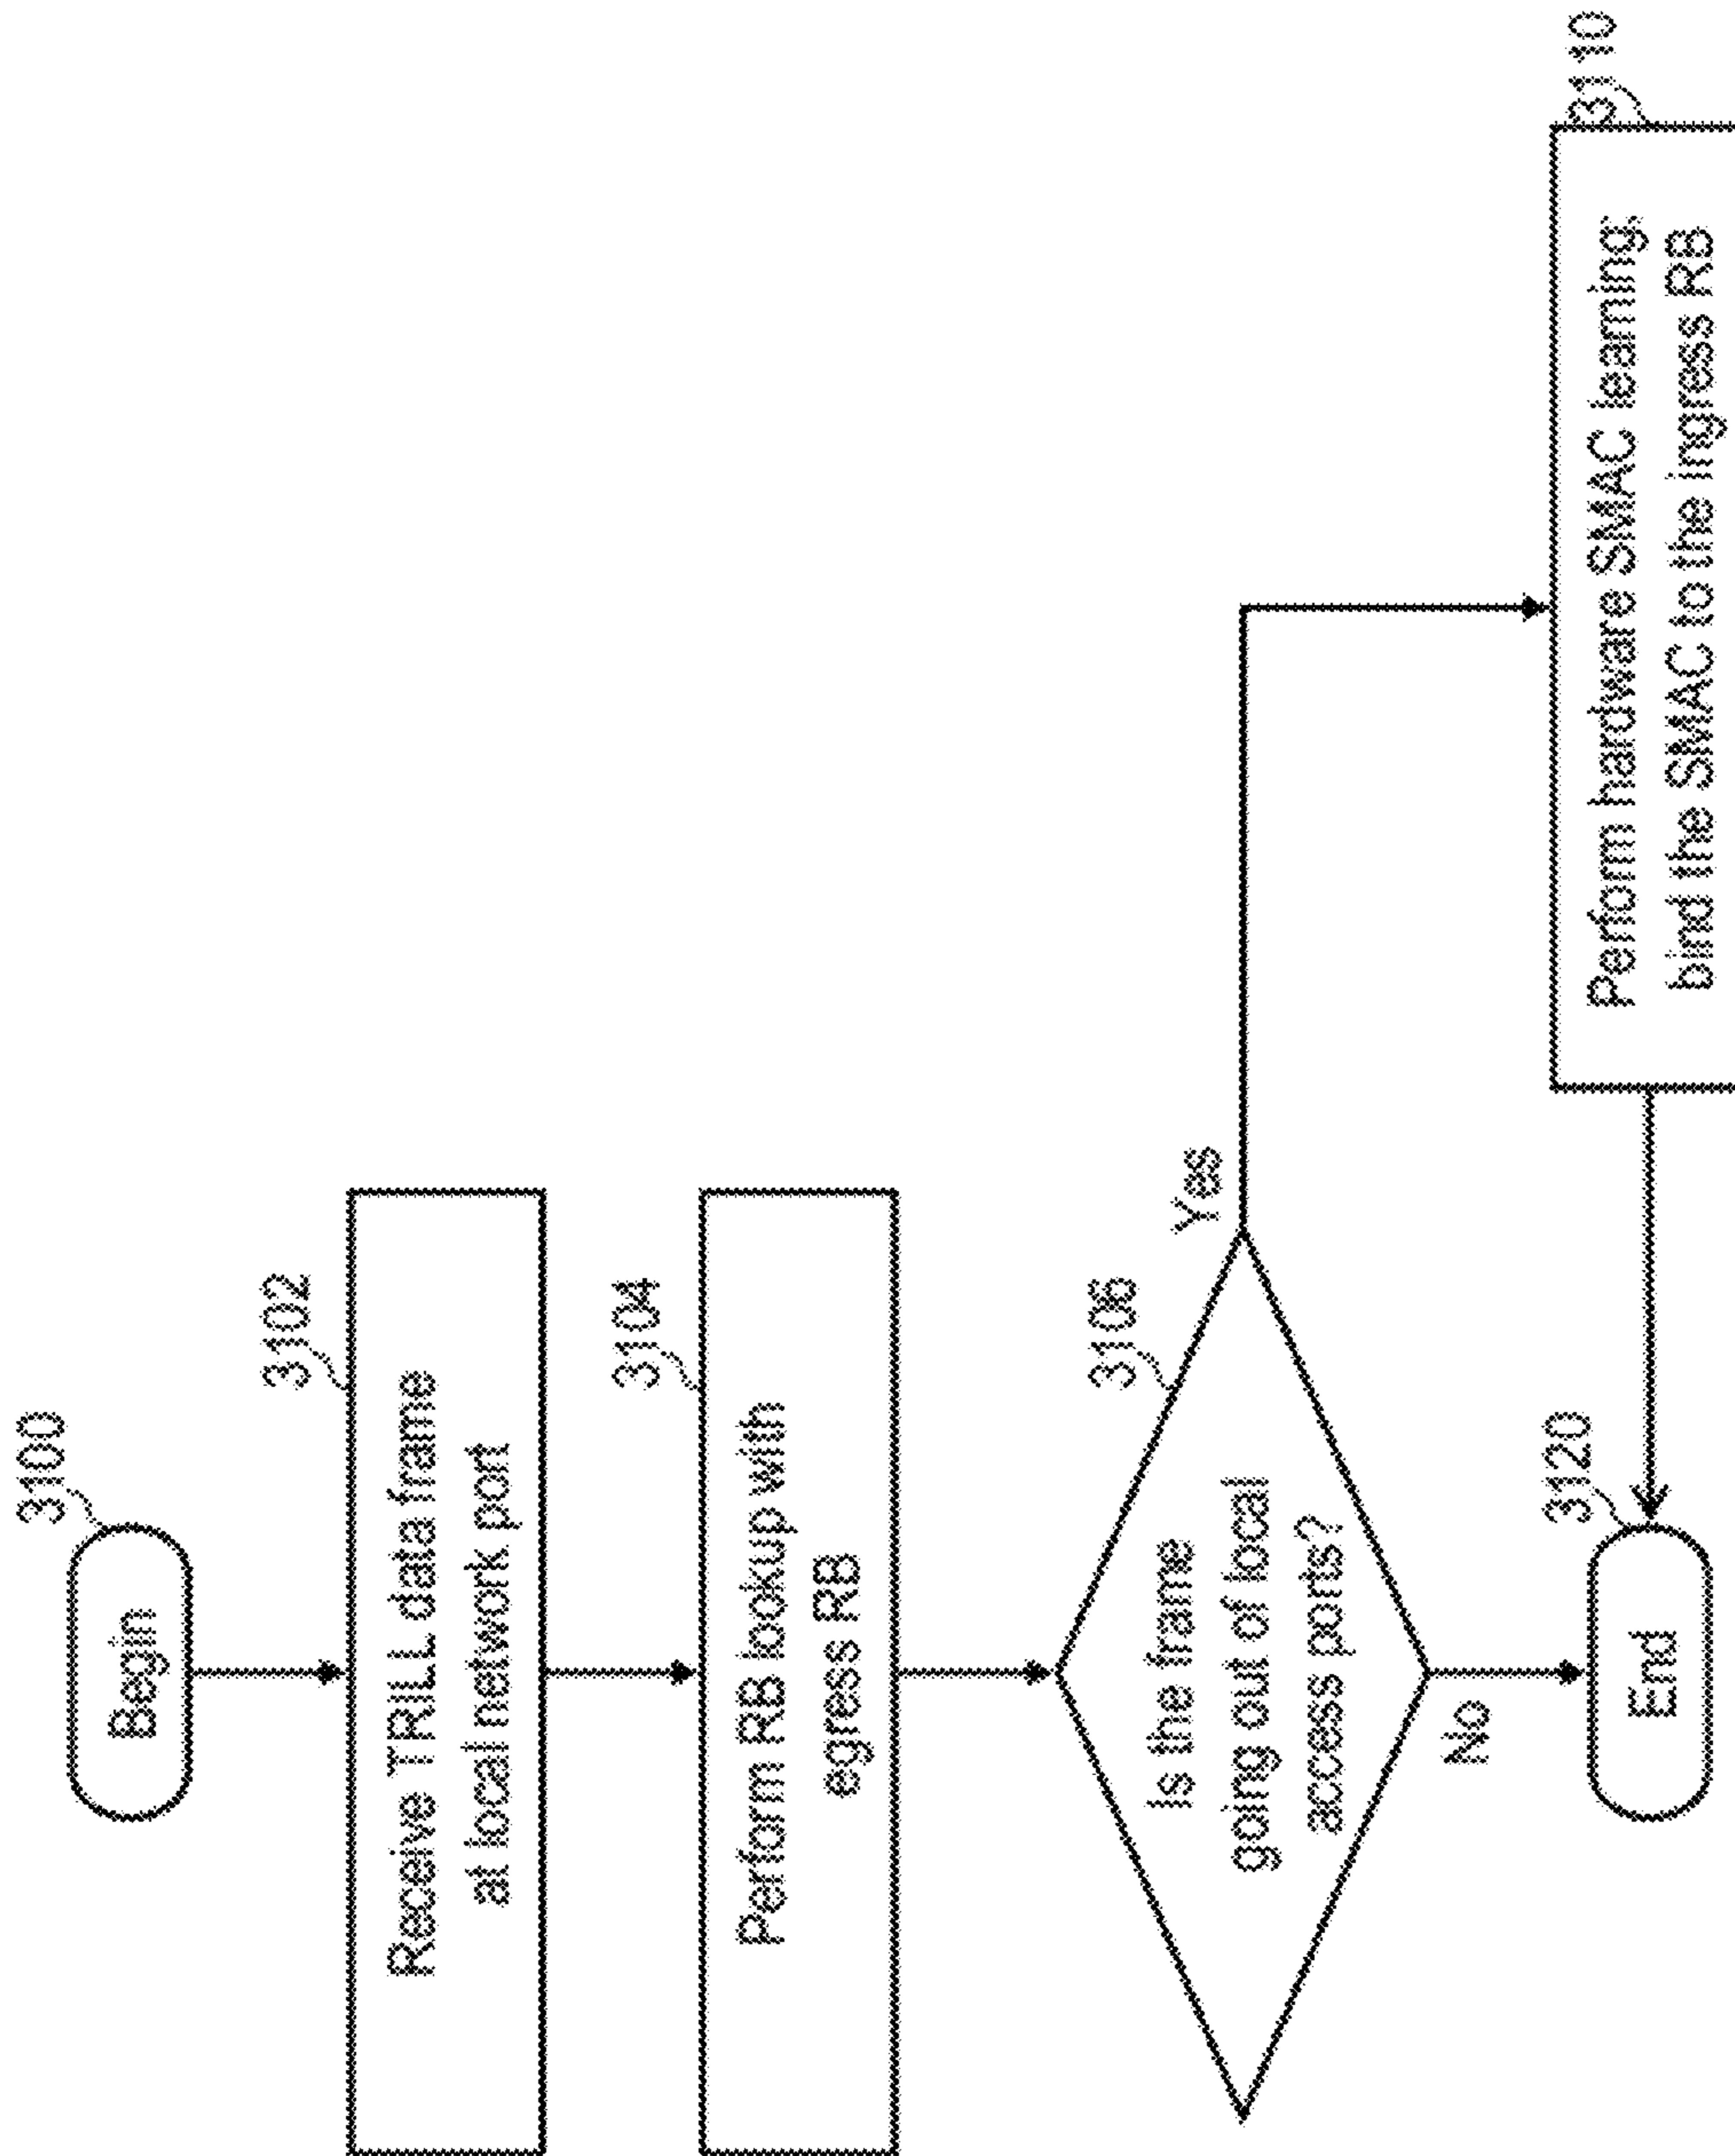 3100
Begin
3102
Receive TRILL data frame
at local network port
3104
Perform RB lookup with
egress RB
3106
Is the frame
going out of local
access ports?
Yes
No
3110
Perform hardware SMAC learning:
bind the SMAC to the ingress RB
3120
End